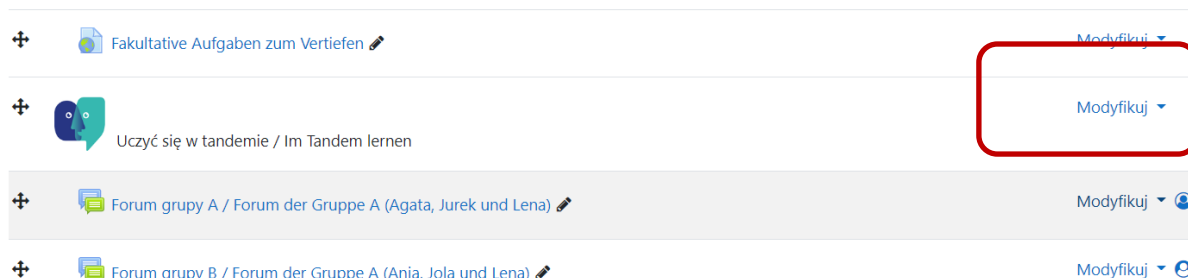 Fakultative Aufgaben zum Vertiefen Modyfikuj
Modyfikuj
Uczyć się w tandemie / Im Tandem lernen
Forum grupy A / Forum der Gruppe A (Agata, Jurek und Lena) Modyfikuj
Forum grupy B / Forum der Gruppe A (Ania, Jola und Lena) Modyfikuj